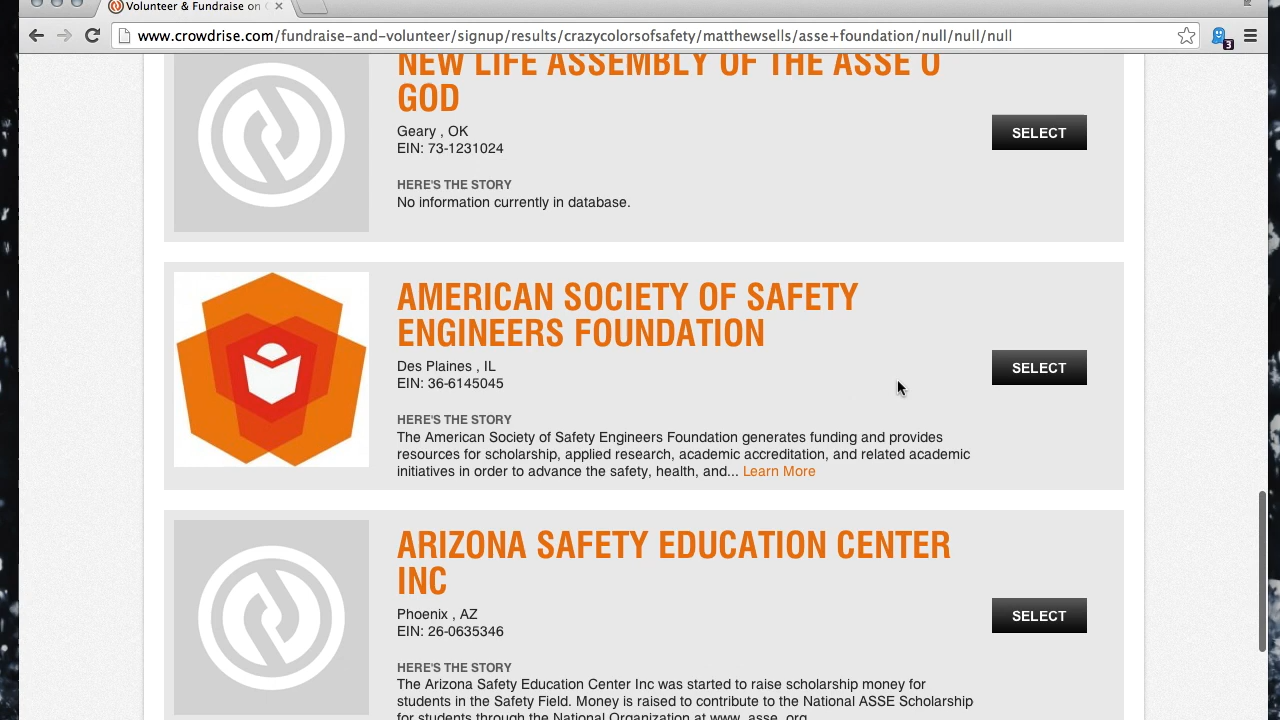 Volunteer & Fundraise on
www.crowdrise.com/fundraise-and-volunteer/signup/results/crazycolorsofsafety/matthewsells/asse+foundation/null/null/null
3
NEW LIFE ASSEMBLY OF THE ASSE O
GOD
Geary , OK
EIN: 73-1231024
SELECT
HERE'S THE STORY
No information currently in database.
AMERICAN SOCIETY OF SAFETY
ENGINEERS FOUNDATION
Des Plaines , IL
EIN: 36-6145045
SELECT
HERE'S THE STORY
The American Society of Safety Engineers Foundation generates funding and provides
resources for scholarship, applied research, academic accreditation, and related academic
initiatives in order to advance the safety, health, and... Learn More
ARIZONA SAFETY EDUCATION CENTER
INC
Phoenix , AZ
EIN: 26-0635346
SELECT
HERE'S THE STORY
The Arizona Safety Education Center Inc was started to raise scholarship money for
students in the Safety Field. Money is raised to contribute to the National ASSE Scholarship
for students through the National Organization at www. asse. org